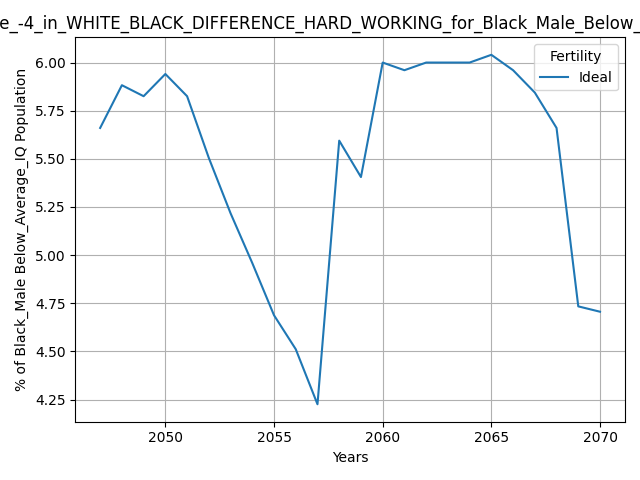 e_-4_in_WHITE_BLACK_DIFFERENCE_HARD_WORKING_for_Black_Male_Below_
Fertility
Ideal
% of Black_Male Below_Average_IQ Population
6.00
5.75
5.50
5.25
5.00
4.75
4.50
4.25
2050
2055
2060
2065
2070
Years